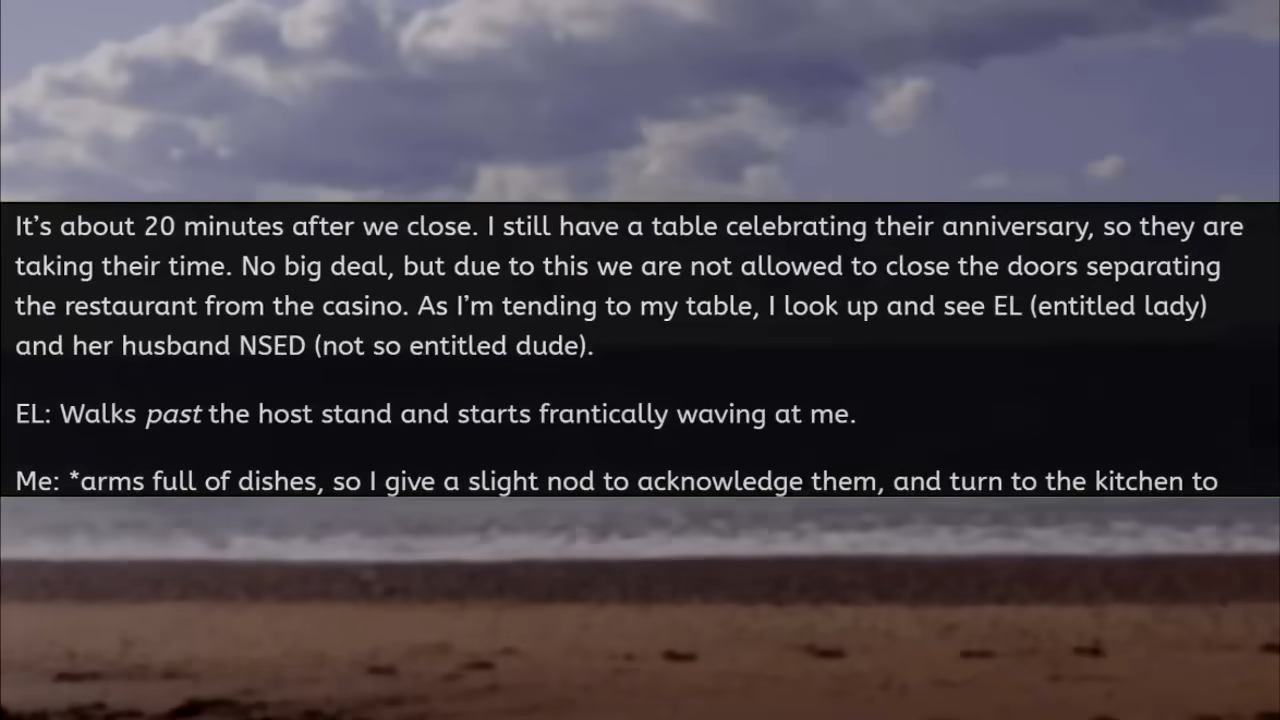 It’s about 20 minutes after we close. I still have a table celebrating their anniversary, so they are
taking their time. No big deal, but due to this we are not allowed to close the doors separating
the restaurant from the casino. As I’m tending to my table, I look up and see EL (entitled lady)
and her husband NSED (not so entitled dude).
EL: Walks past the host stand and starts frantically waving at me.
Me: *arms full of dishes, so I give a slight nod to acknowledge them, and turn to the kitchen to